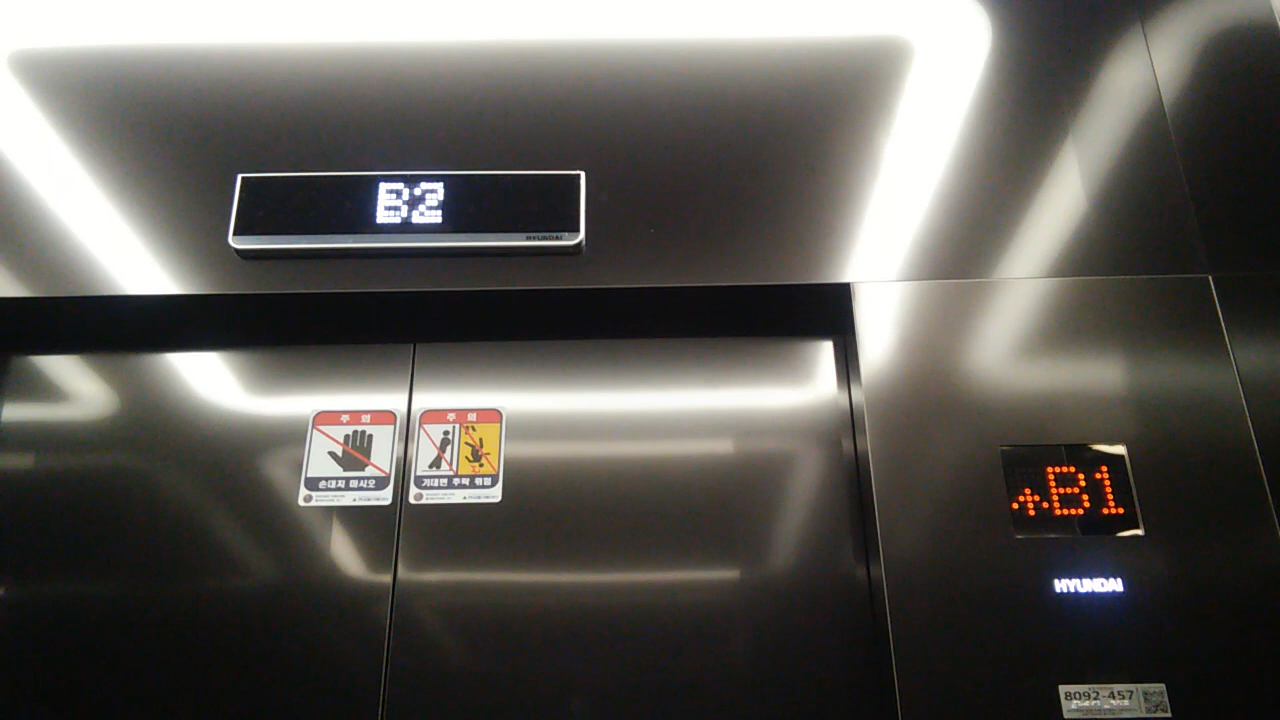 B2
HYUNDAI
주 의
손대지 마시오
주 의
기대면 추락 위험
B1
HYUNDAI
8092-457